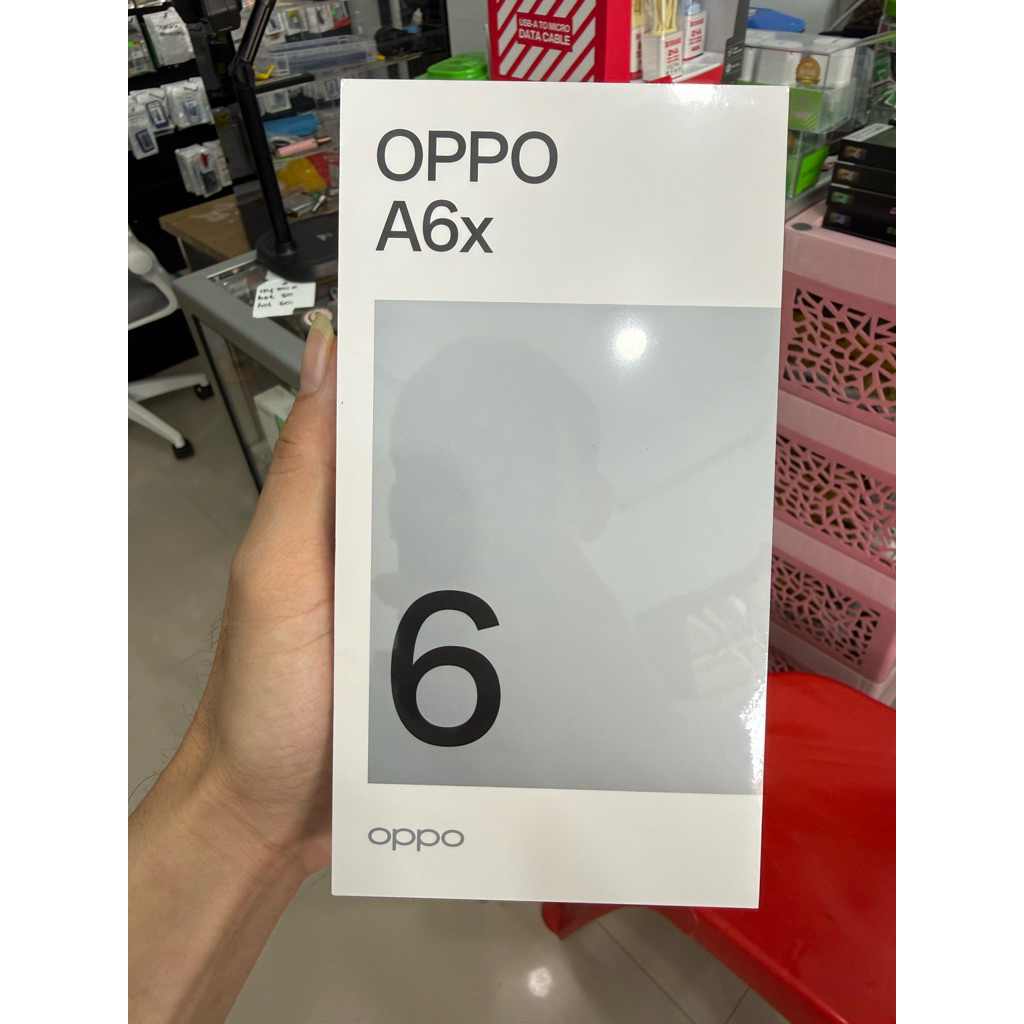 USB-A TO MICRO
DATA CABLE
OPPO
A6x
6
oppo